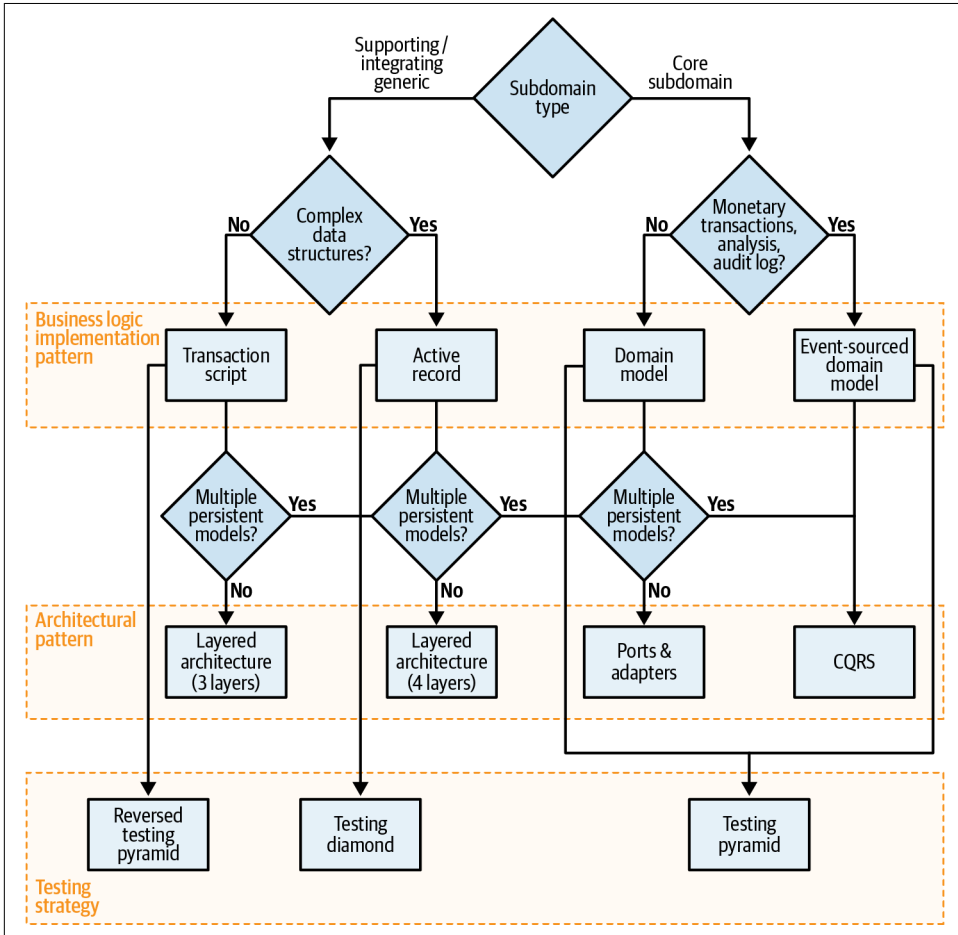 Supporting/
integrating
generic
Subdomain
type
Core
subdomain
No
Complex
data
structures?
Yes
No
Monetary
transactions,
analysis,
audit log?
Yes
Business logic
implementation
pattern
Transaction
script
Active
record
Domain
model
Event-sourced
domain
model
Multiple
persistent
models?
Yes
Multiple
persistent
models?
Yes
Multiple
persistent
models?
Yes
No
No
No
Architectural
pattern
Layered
architecture
(3 layers)
Layered
architecture
(4 layers)
Ports &
adapters
CQRS
Reversed
testing
pyramid
Testing
diamond
Testing
pyramid
Testing
strategy